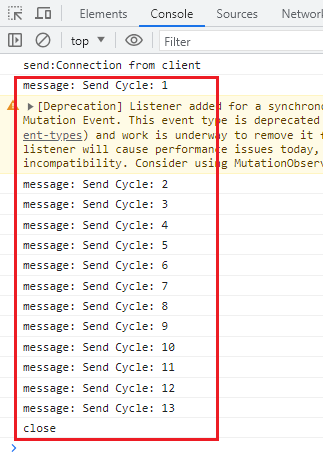 Elements Console Sources
top Filter
send:Connection from client
message: Send Cycle: 1
[Deprecation] Listener added for a synchron
Mutation Event. This event type is deprecated
ent-types) and work is underway to remove it f
listener will cause performance issues today,
incompatibility. Consider using MutationObser
message: Send Cycle: 2
message: Send Cycle: 3
message: Send Cycle: 4
message: Send Cycle: 5
message: Send Cycle: 6
message: Send Cycle: 7
message: Send Cycle: 8
message: Send Cycle: 9
message: Send Cycle: 10
message: Send Cycle: 11
message: Send Cycle: 12
message: Send Cycle: 13
close